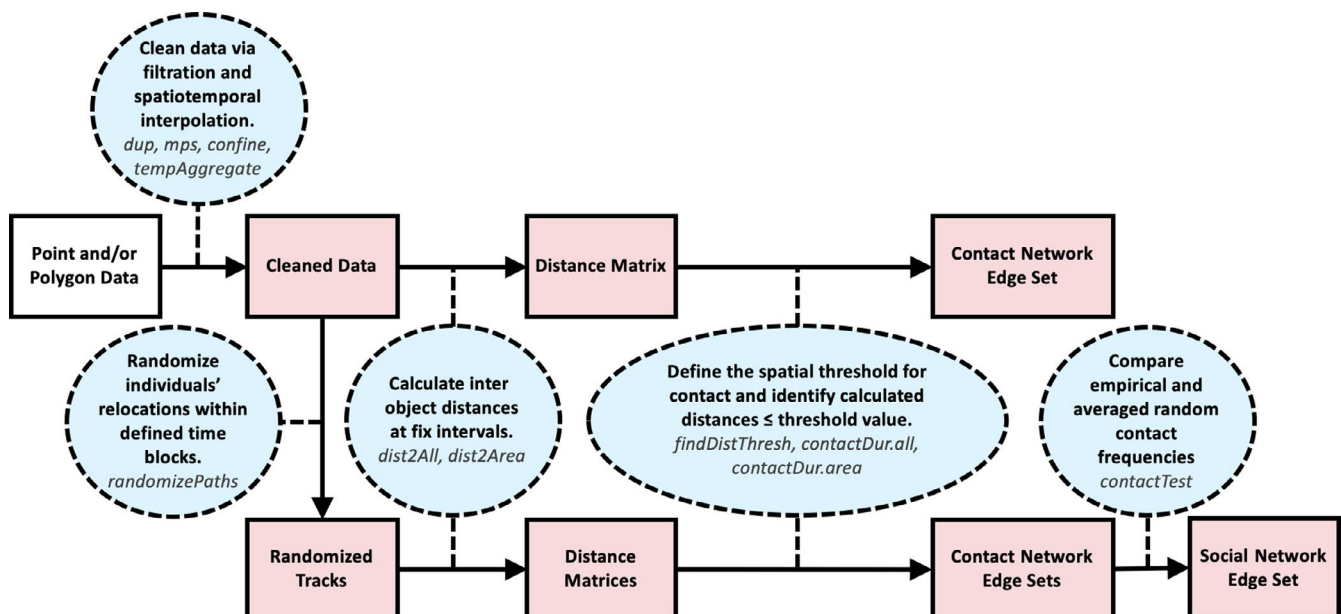 Clean data via
filtration and
spatiotemporal
interpolation.
dup, mps, confine,
tempAggregate
Point and/or
Polygon Data
Cleaned Data
Distance Matrix
Contact Network
Edge Set
Randomize
individuals’
relocations within
defined time
blocks.
randomizePaths
Calculate inter
object distances
at fix intervals.
dist2All, dist2Area
Define the spatial threshold for
contact and identify calculated
distances ≤ threshold value.
findDistThresh, contactDur.all,
contactDur.area
Compare
empirical and
averaged random
contact
frequencies
contactTest
Randomized
Tracks
Distance
Matrices
Contact Network
Edge Sets
Social Network
Edge Set